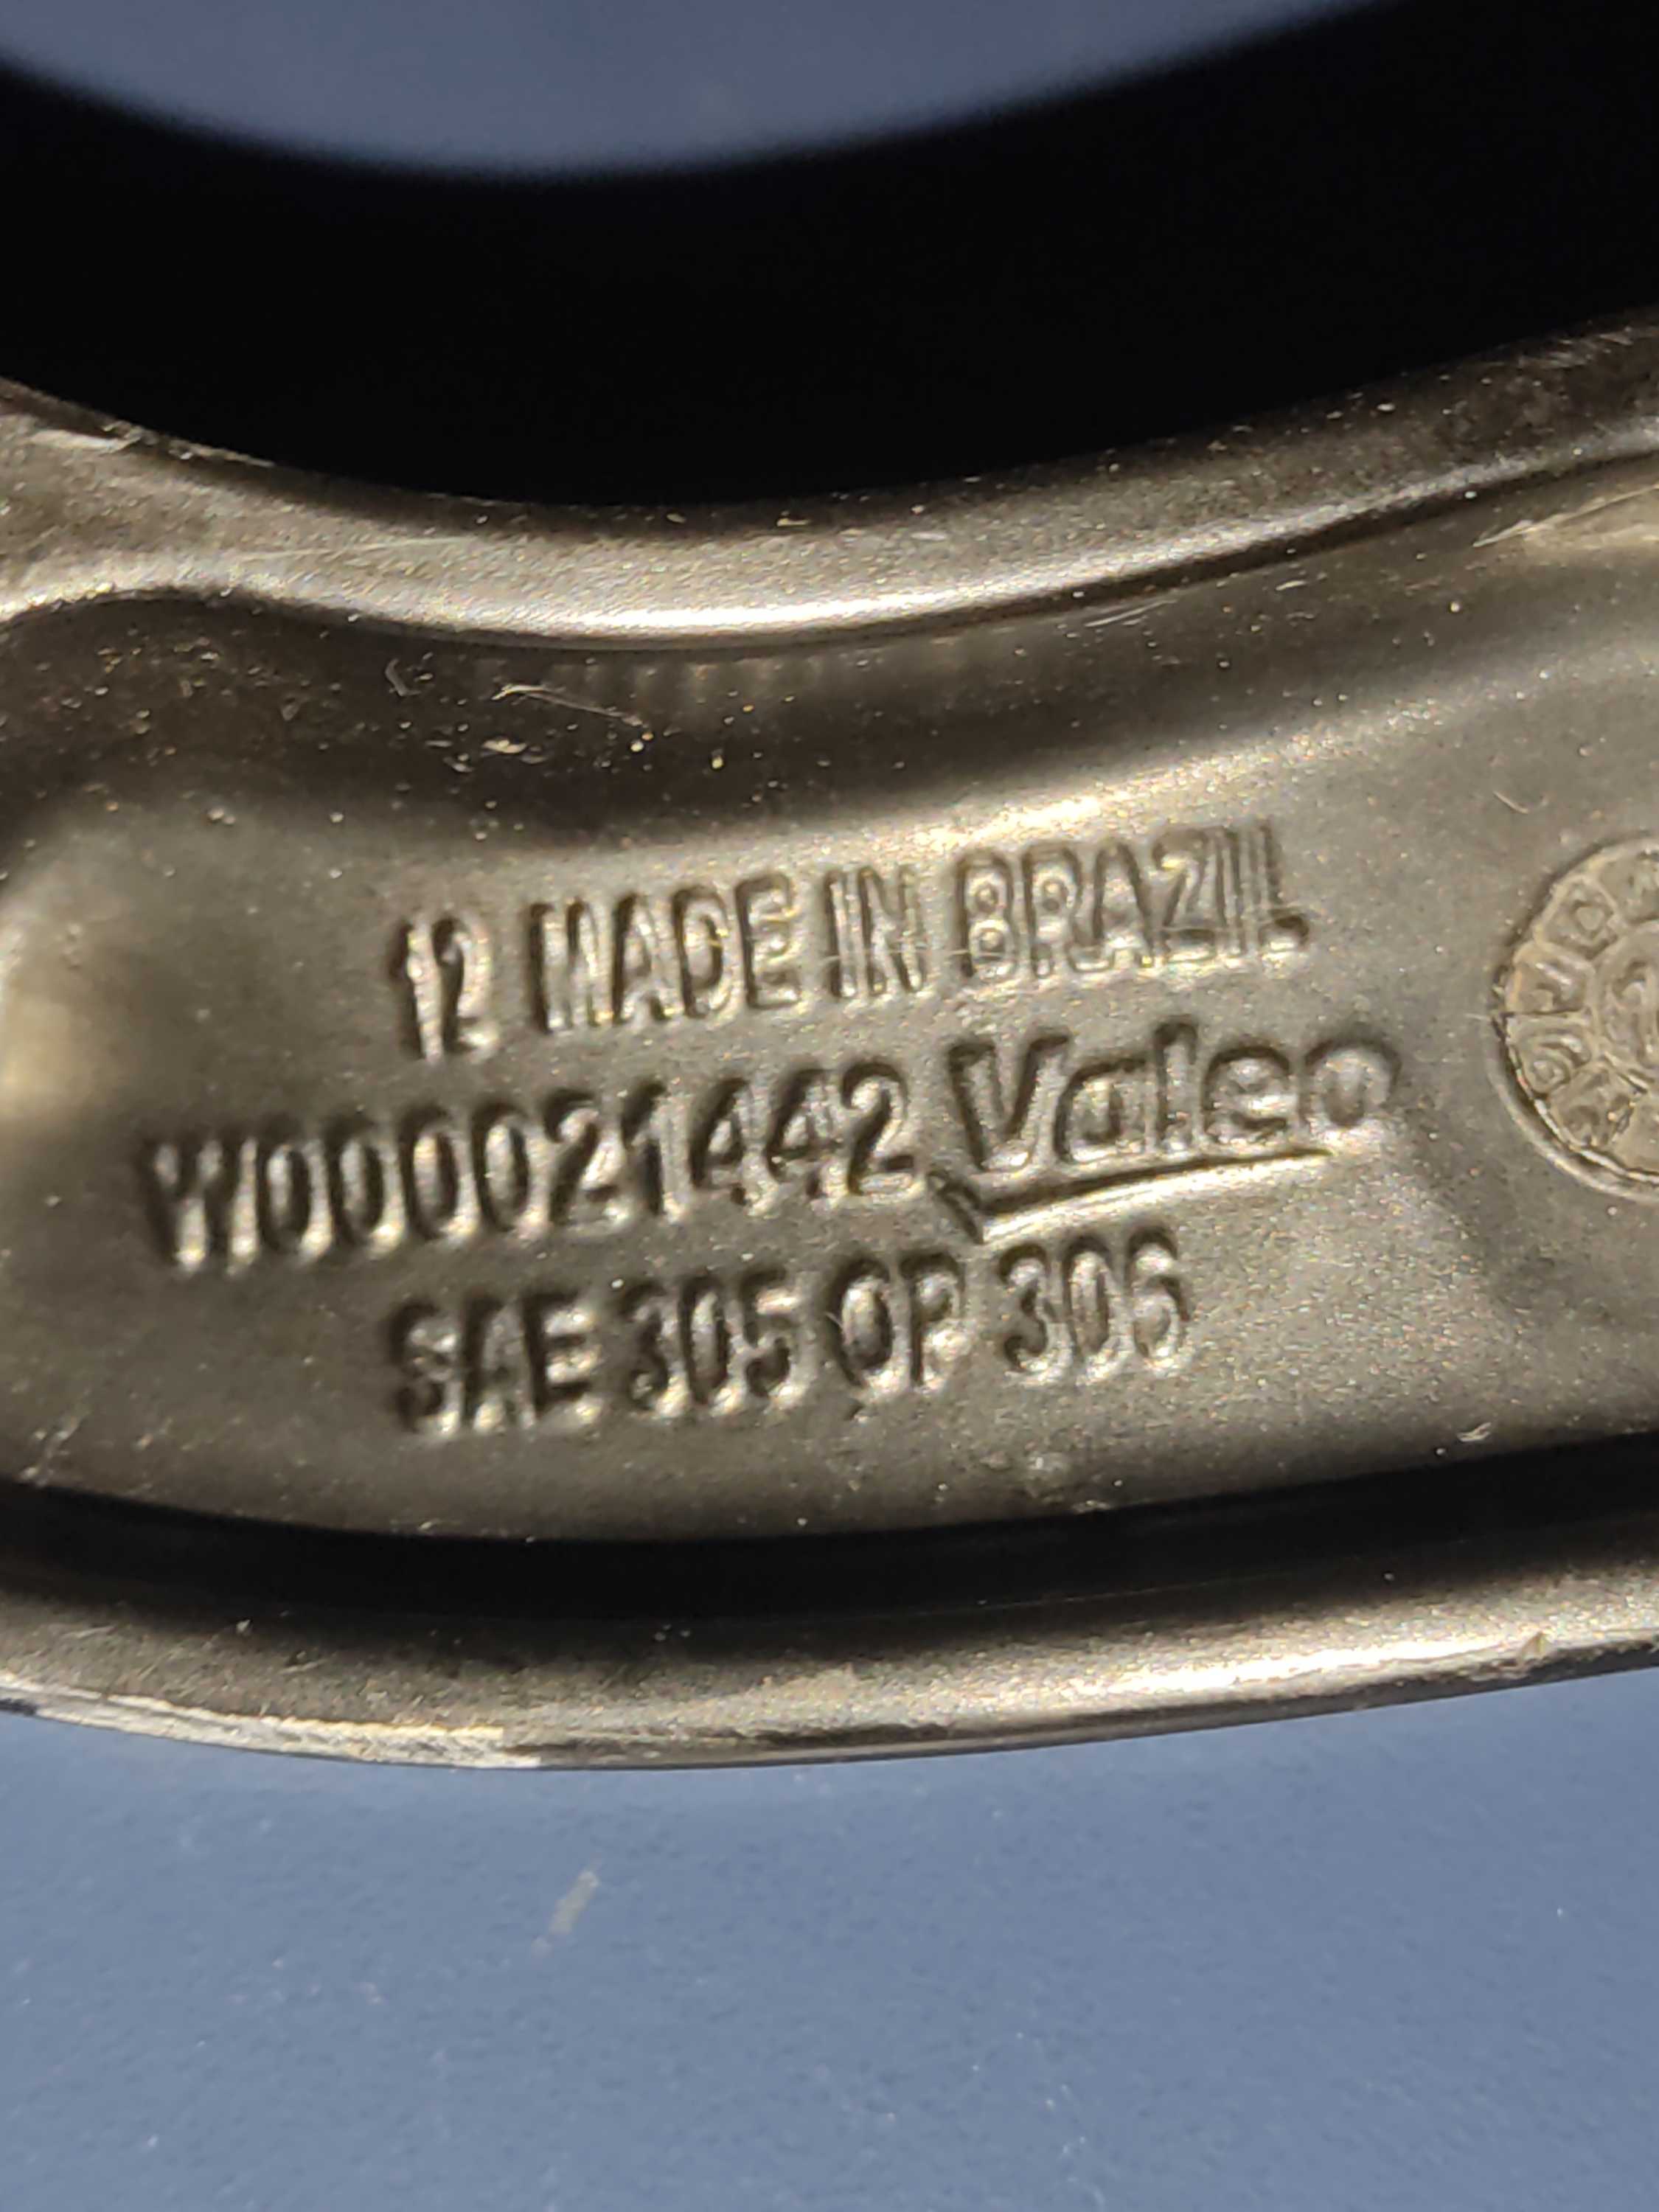 12 MADE IN BRAZIL
W000021442 Valeo
SAE 305 OP 306